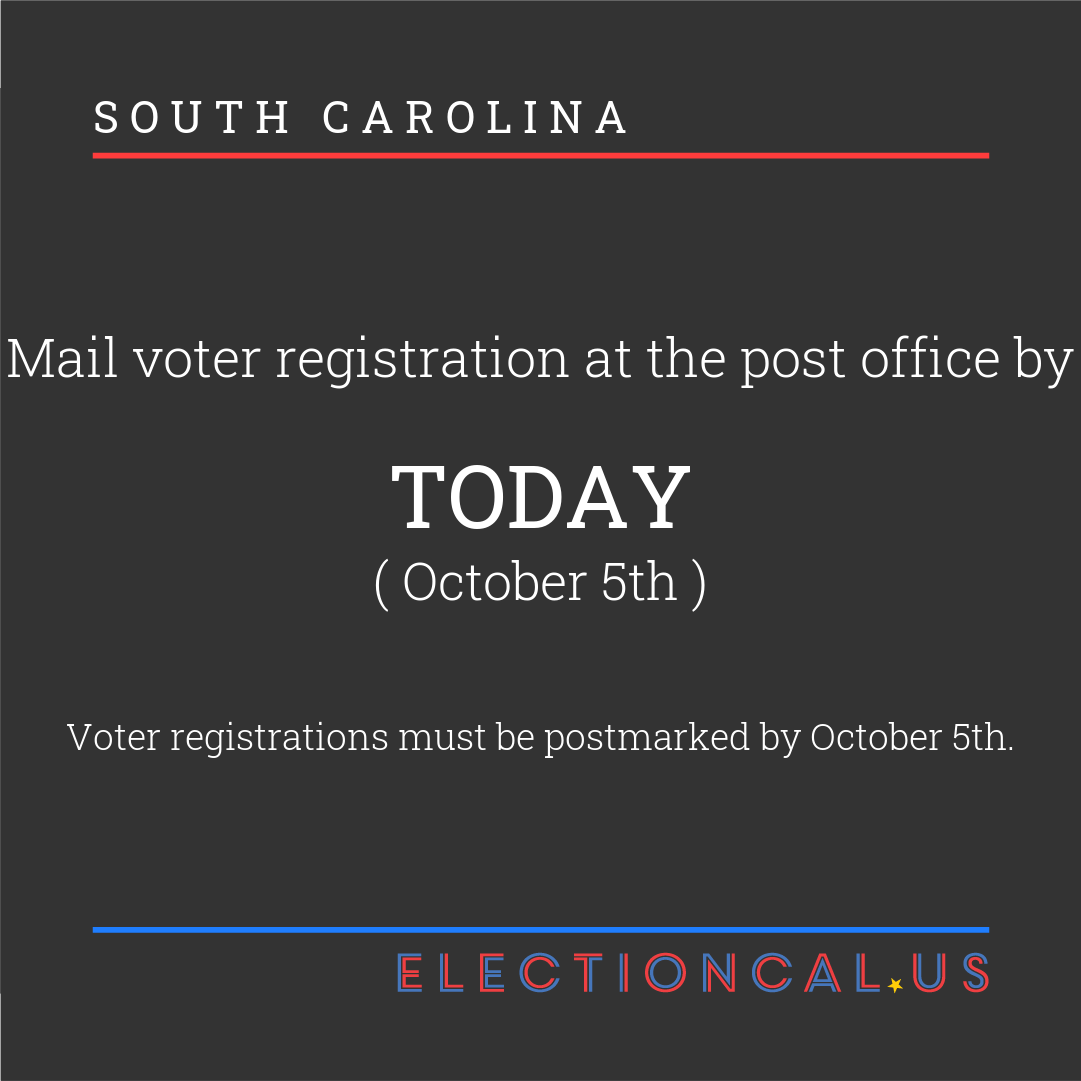 SOUTH CAROLINA
Mail voter registration at the post office by
TODAY
( October 5th )
Voter registrations must be postmarked by October 5th.
ELECTIONCAL.US